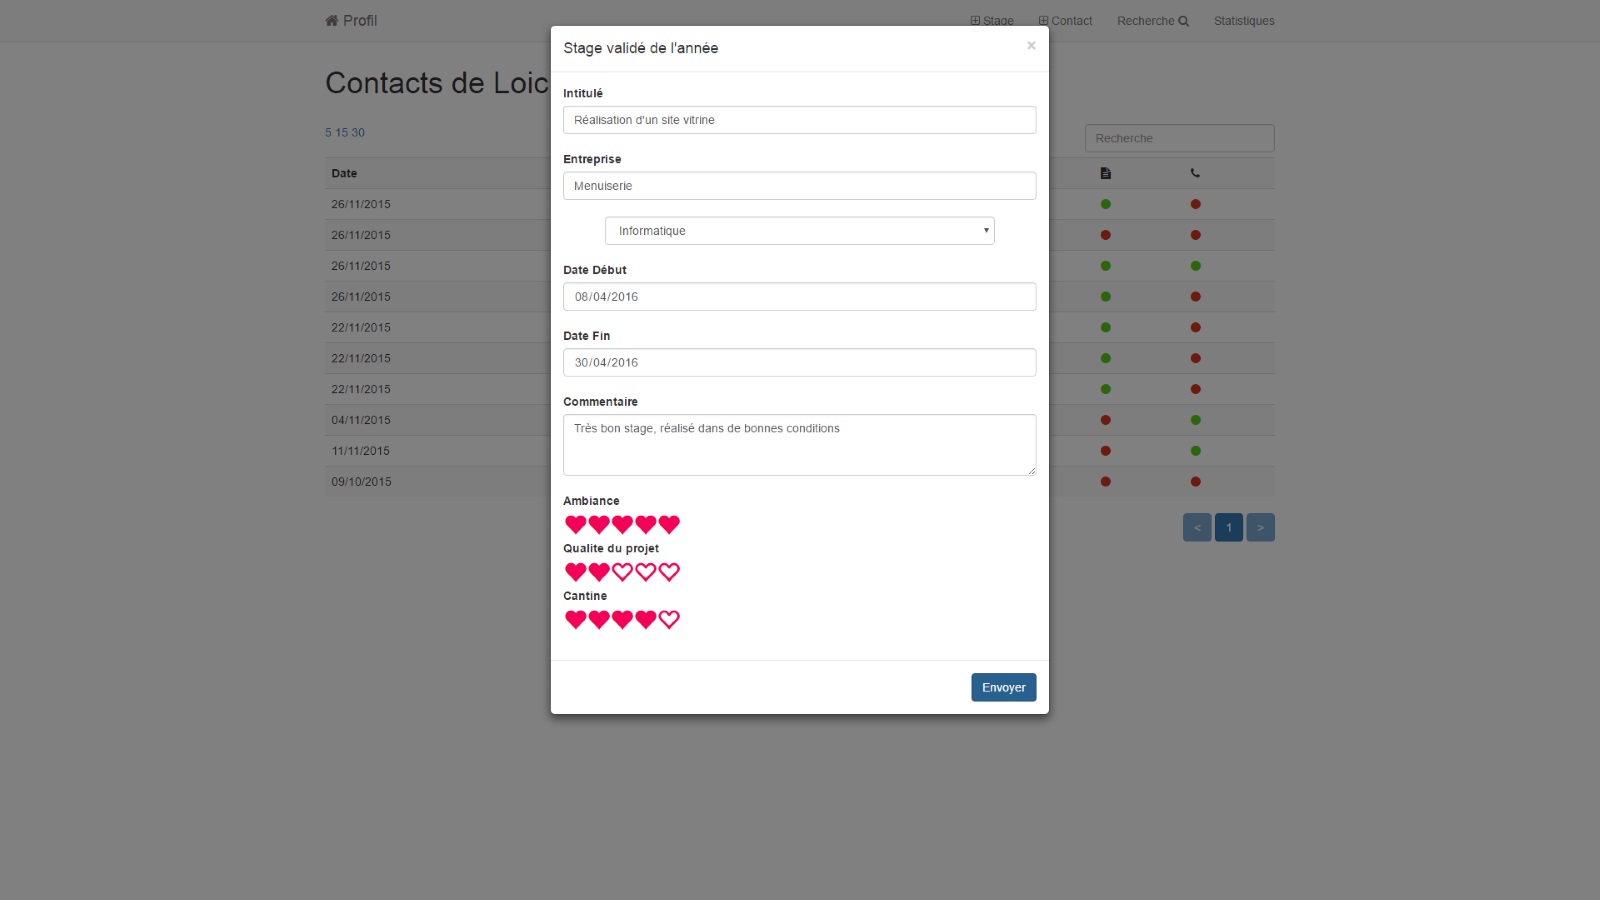 Profil
Stage
Contact
Recherche
Statistiques
Contacts de Loic
5 15 30
Recherche
Date
26/11/2015
26/11/2015
26/11/2015
26/11/2015
22/11/2015
22/11/2015
22/11/2015
04/11/2015
11/11/2015
09/10/2015
< 1 >
Stage validé de l'année
×
Intitulé
Réalisation d'un site vitrine
Entreprise
Menuiserie
Informatique
Date Début
08/04/2016
Date Fin
30/04/2016
Commentaire
Très bon stage, réalisé dans de bonnes conditions
Ambiance
Qualite du projet
Cantine
Envoyer